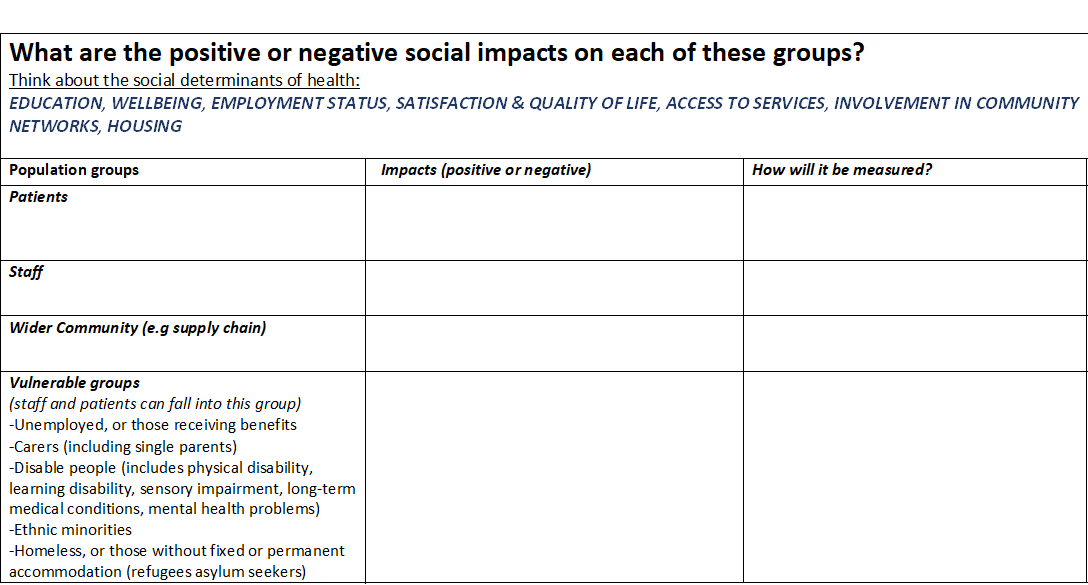 What are the positive or negative social impacts on each of these groups?
Think about the social determinants of health:
EDUCATION, WELLBEING, EMPLOYMENT STATUS, SATISFACTION & QUALITY OF LIFE, ACCESS TO SERVICES, INVOLVEMENT IN COMMUNITY
NETWORKS, HOUSING
Population groups
Impacts (positive or negative)
How will it be measured?
Patients
Staff
Wider Community (e.g supply chain)
Vulnerable groups
(staff and patients can fall into this group)
-Unemployed, or those receiving benefits
-Carers (including single parents)
-Disable people (includes physical disability,
learning disability, sensory impairment, long-term
medical conditions, mental health problems)
-Ethnic minorities
-Homeless, or those without fixed or permanent
accommodation (refugees asylum seekers)